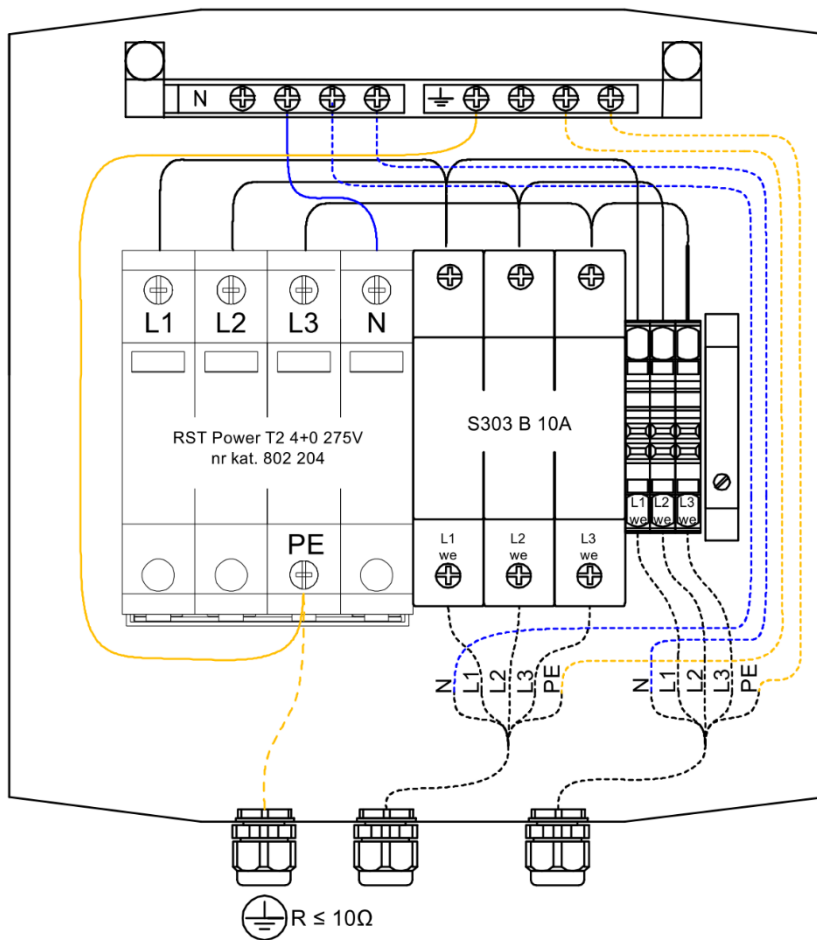 N
L1 L2 L3 N
RST Power T2 4+0 275V
nr kat. 802 204
S303 B 10A
PE
L1
we
L2
we
L3
we
L1
we
L2
we
L3
we
N L1 L2 L3 PE
N L1 L2 L3 PE
R ≤ 10Ω